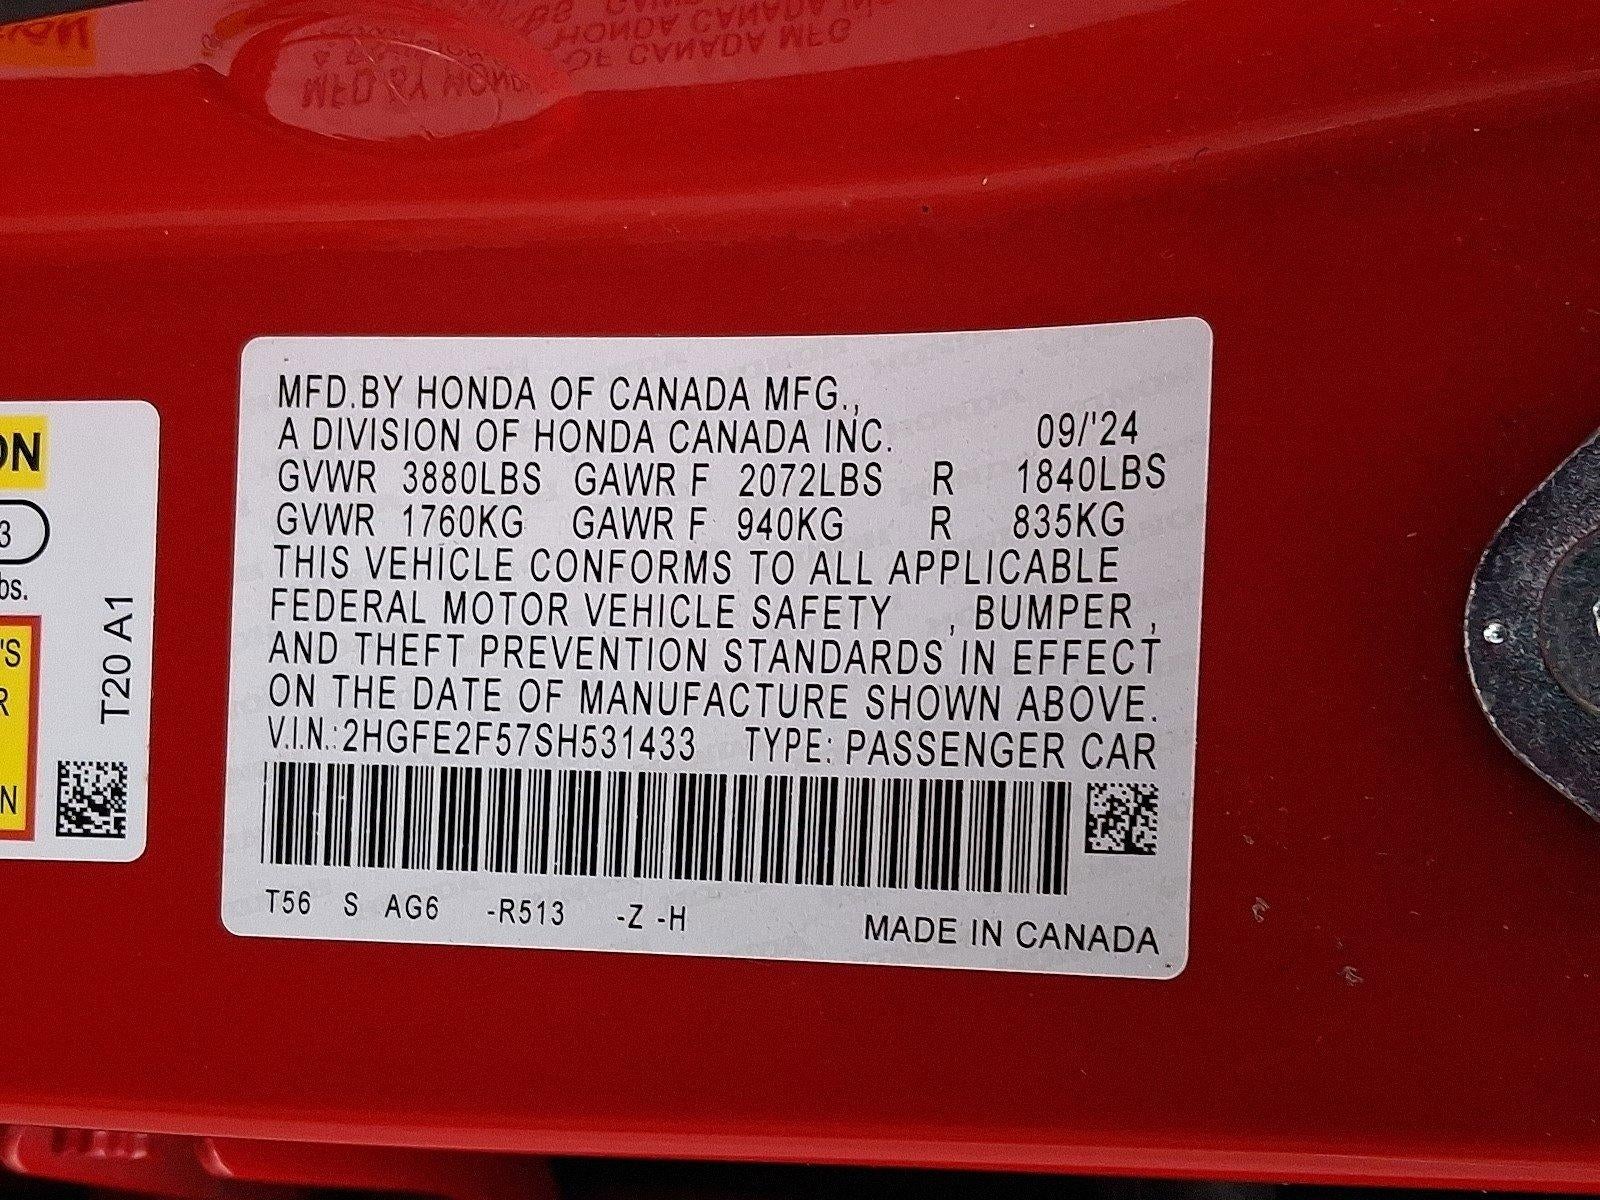 MFD.BY HONDA OF CANADA MFG.,
A DIVISION OF HONDA CANADA INC. 09/'24
GVWR 3880LBS GAWR F 2072LBS R 1840LBS
GVWR 1760KG GAWR F 940KG R 835KG
THIS VEHICLE CONFORMS TO ALL APPLICABLE
FEDERAL MOTOR VEHICLE SAFETY , BUMPER ,
AND THEFT PREVENTION STANDARDS IN EFFECT
ON THE DATE OF MANUFACTURE SHOWN ABOVE.
V.I.N.:2HGFE2F57SH531433 TYPE: PASSENGER CAR
T56 S AG6 -R513 -Z -H
MADE IN CANADA
ON
3
bs.
'S
R
N
T20 A1